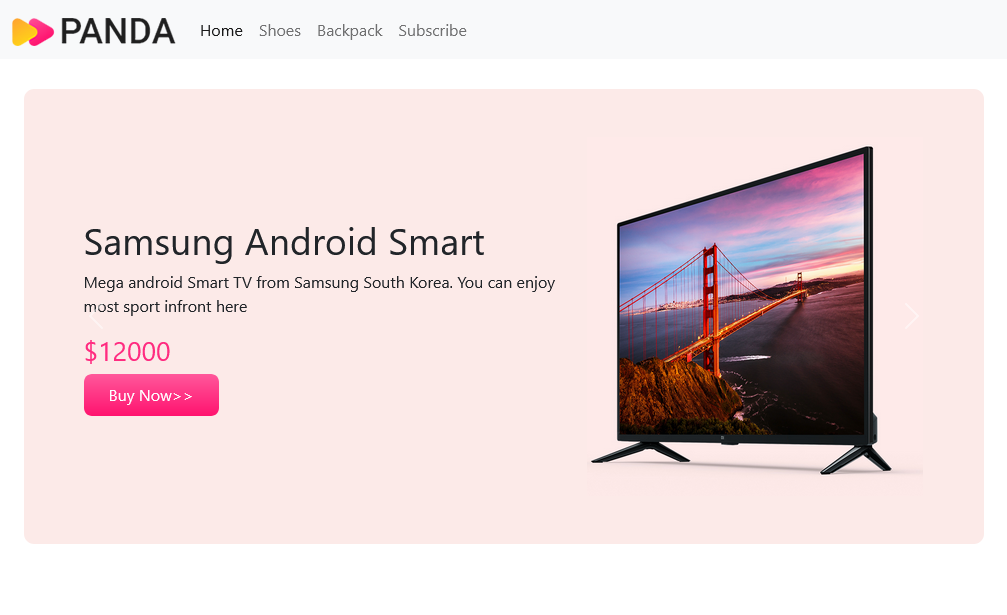 PANDA
Home
Shoes
Backpack
Subscribe
Samsung Android Smart
Mega android Smart TV from Samsung South Korea. You can enjoy
most sport infront here
$12000
Buy Now>>